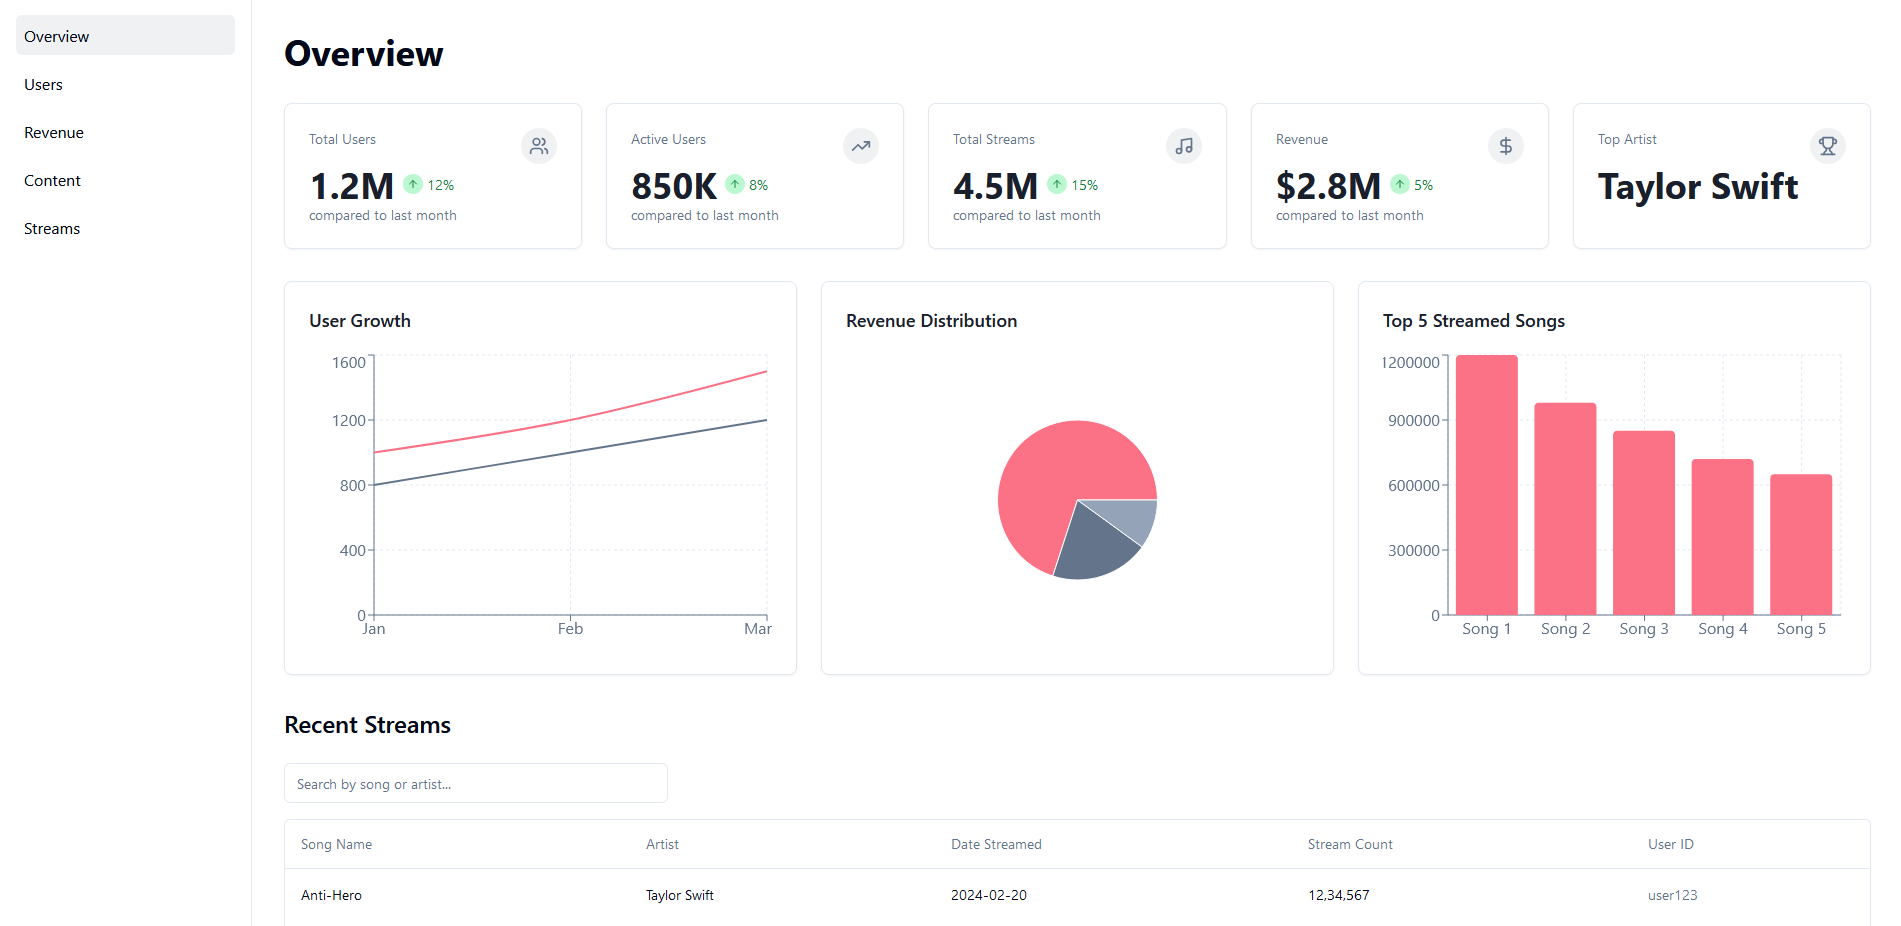 Overview
Users
Revenue
Content
Streams
Overview
Total Users
1.2M 12%
compared to last month
Active Users
850K 8%
compared to last month
Total Streams
4.5M 15%
compared to last month
Revenue
$2.8M 5%
compared to last month
Top Artist
Taylor Swift
User Growth
1600
1200
800
400
0
Jan Feb Mar
Revenue Distribution
Top 5 Streamed Songs
1200000
900000
600000
300000
0
Song 1 Song 2 Song 3 Song 4 Song 5
Recent Streams
Search by song or artist...
Song Name Artist Date Streamed Stream Count User ID
Anti-Hero Taylor Swift 2024-02-20 12,34,567 user123